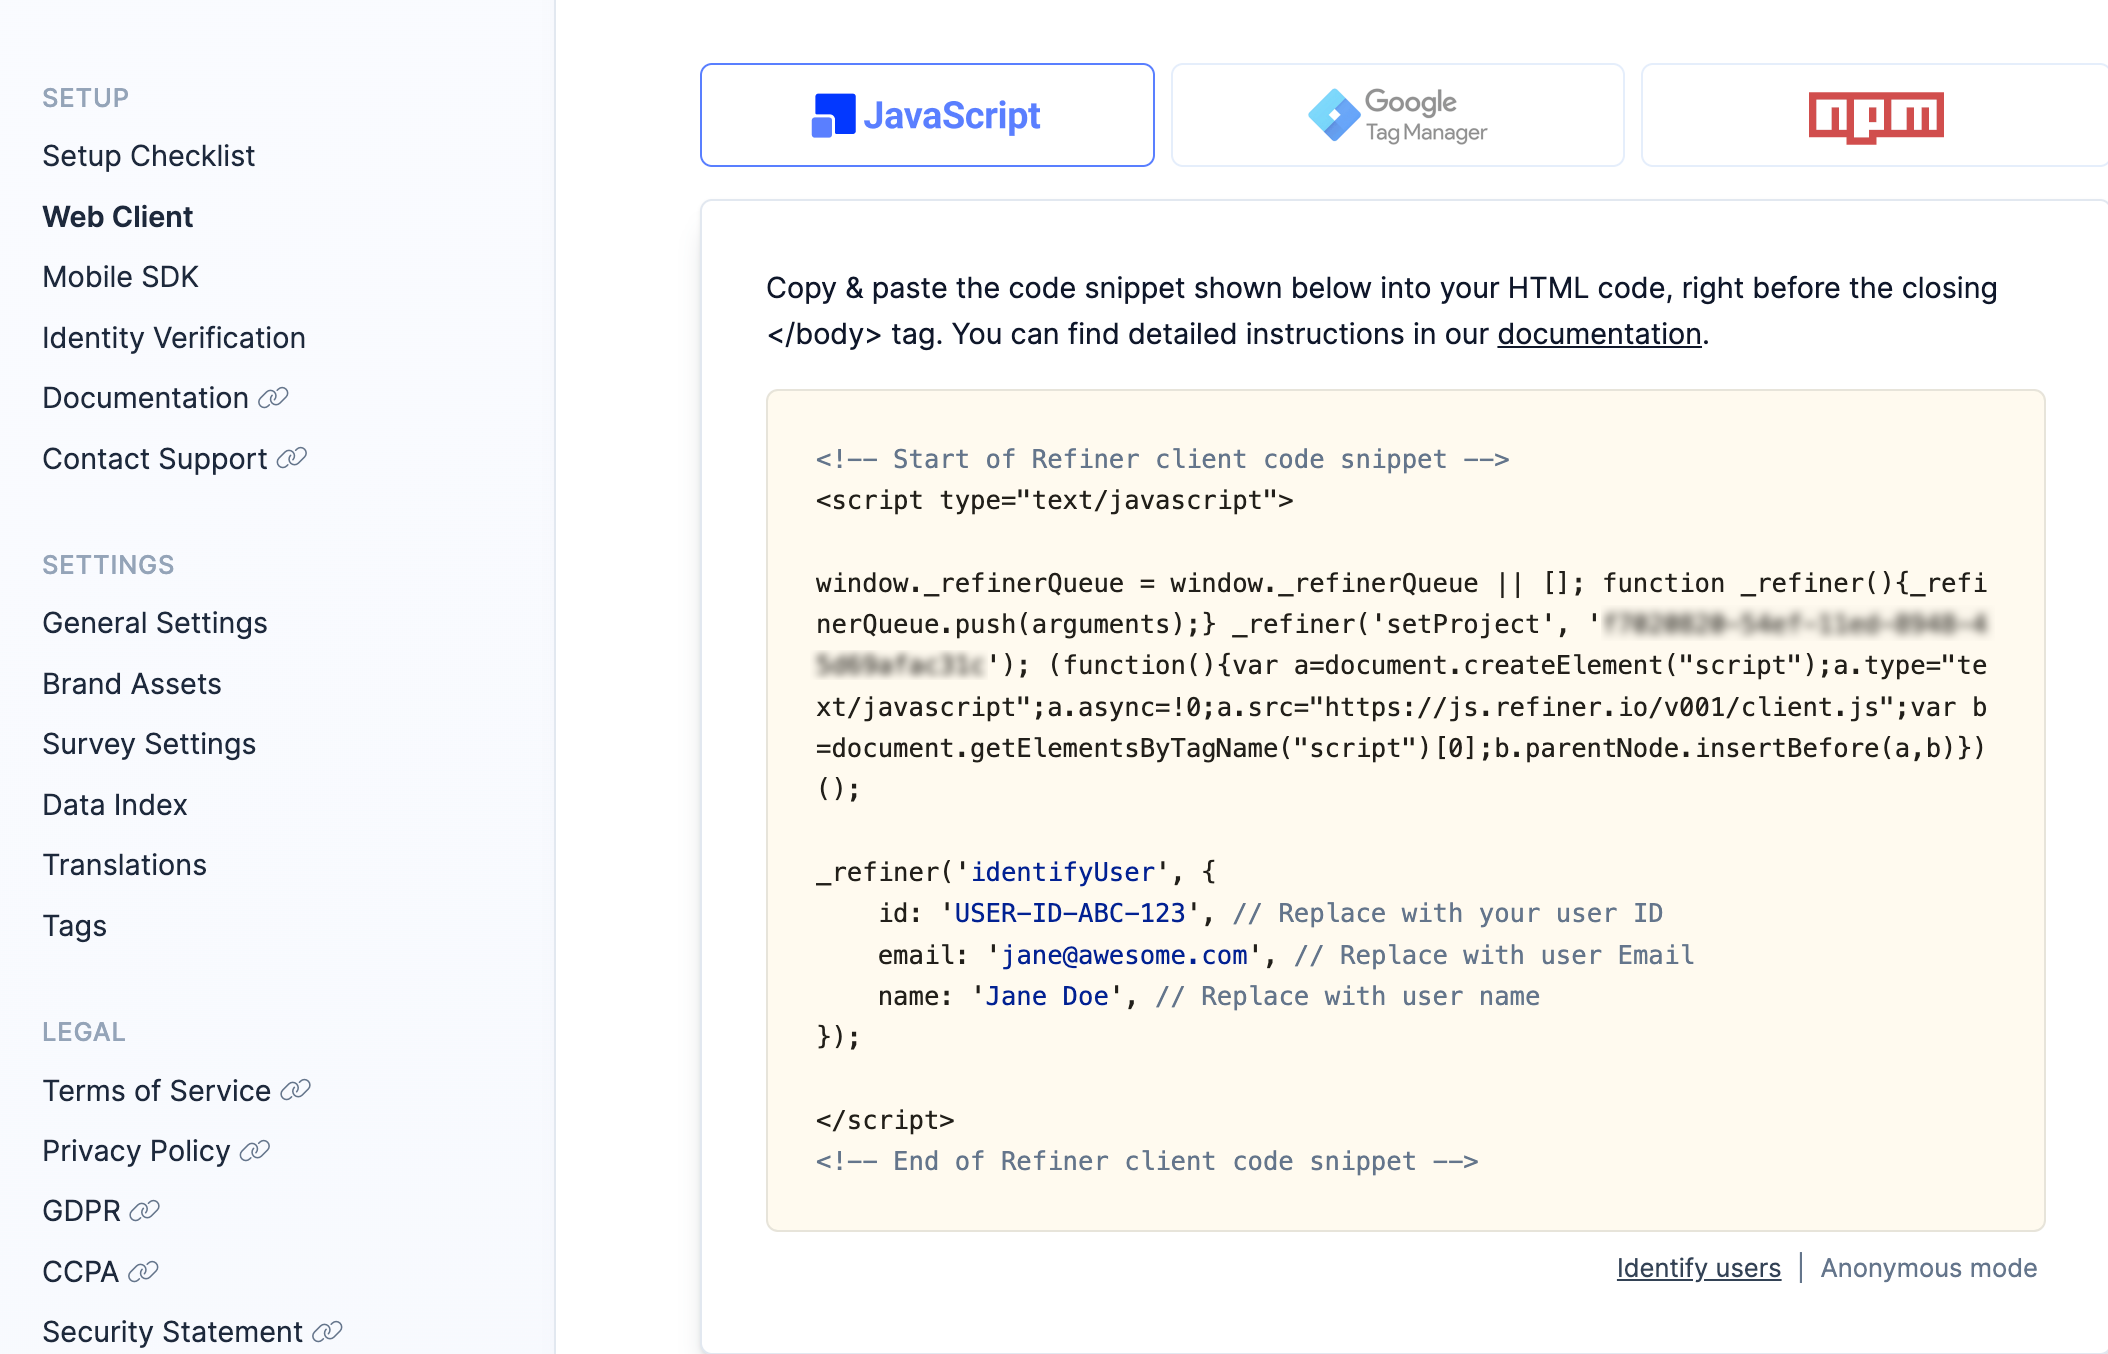 SETUP
Setup Checklist
Web Client
Mobile SDK
Identity Verification
Documentation
Contact Support
SETTINGS
General Settings
Brand Assets
Survey Settings
Data Index
Translations
Tags
LEGAL
Terms of Service
Privacy Policy
GDPR
CCPA
Security Statement
JavaScript
Google
Tag Manager
npm
Copy & paste the code snippet shown below into your HTML code, right before the closing
</body> tag. You can find detailed instructions in our documentation.
<!-- Start of Refiner client code snippet -->
<script type="text/javascript">
window._refinerQueue = window._refinerQueue || []; function _refiner(){_refi
nerQueue.push(arguments);} _refiner('setProject', '
'); (function(){var a=document.createElement("script");a.type="te
xt/javascript";a.async=!0;a.src="https://js.refiner.io/v001/client.js";var b
=document.getElementsByTagName("script")[0];b.parentNode.insertBefore(a,b)})
();
_refiner('identifyUser', {
    id: 'USER-ID-ABC-123', // Replace with your user ID
    email: 'jane@awesome.com', // Replace with user Email
    name: 'Jane Doe', // Replace with user name
});
</script>
<!-- End of Refiner client code snippet -->
Identify users | Anonymous mode